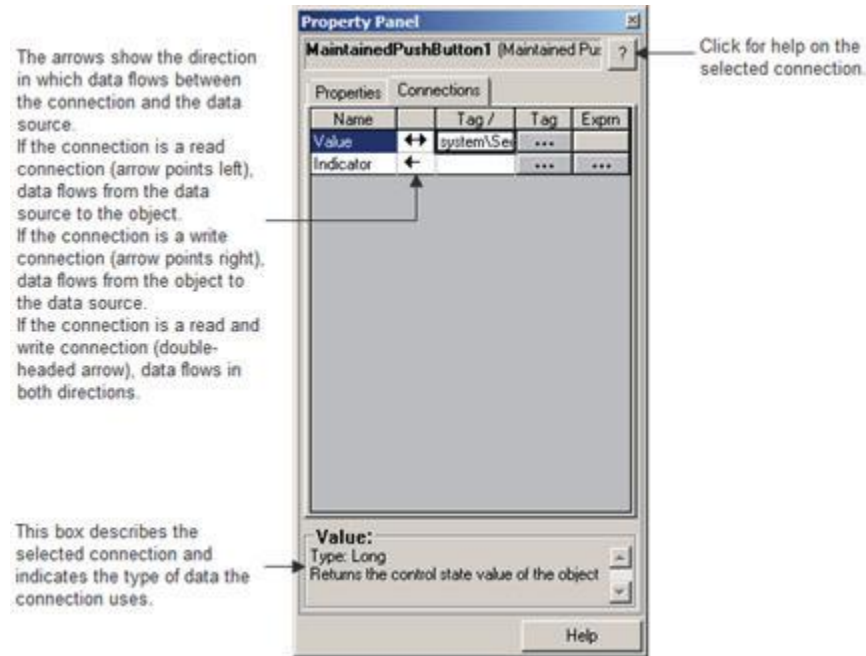 The arrows show the direction
in which data flows between
the connection and the data
source.
If the connection is a read
connection (arrow points left),
data flows from the data
source to the object.
If the connection is a write
connection (arrow points right),
data flows from the object to
the data source.
If the connection is a read and
write connection (double-
headed arrow), data flows in
both directions.
This box describes the
selected connection and
indicates the type of data the
connection uses.
Property Panel
MaintainedPushButton1 (Maintained Pu
?
Properties Connections
Name Tag / Tag Exprn
Value ↔ system\Se ...
Indicator ← ... ...
Value:
Type: Long
Returns the control state value of the object
Help
Click for help on the
selected connection.